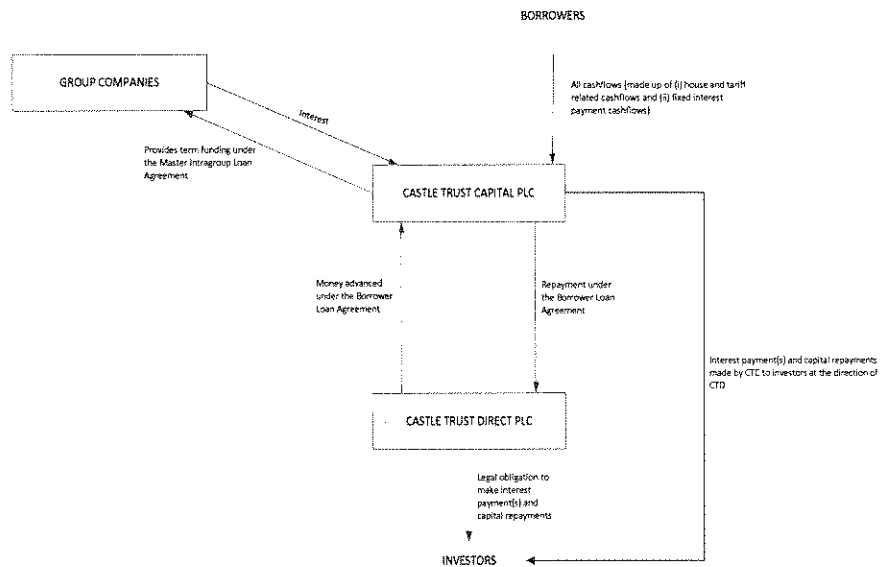 BORROWERS
GROUP COMPANIES
All cashflows (made up of (i) house and tariff
related cashflows and (ii) fixed interest
payment cashflows)
Interest
Provides term funding under
the Master Intragroup Loan
Agreement
CASTLE TRUST CAPITAL PLC
Money advanced
under the Borrower
Loan Agreement
Repayment under
the Borrower Loan
Agreement
Interest payment(s) and capital repayments
made by CTC to investors at the direction of
CTD
CASTLE TRUST DIRECT PLC
Legal obligation to
make interest
payment(s) and
capital repayments
INVESTORS